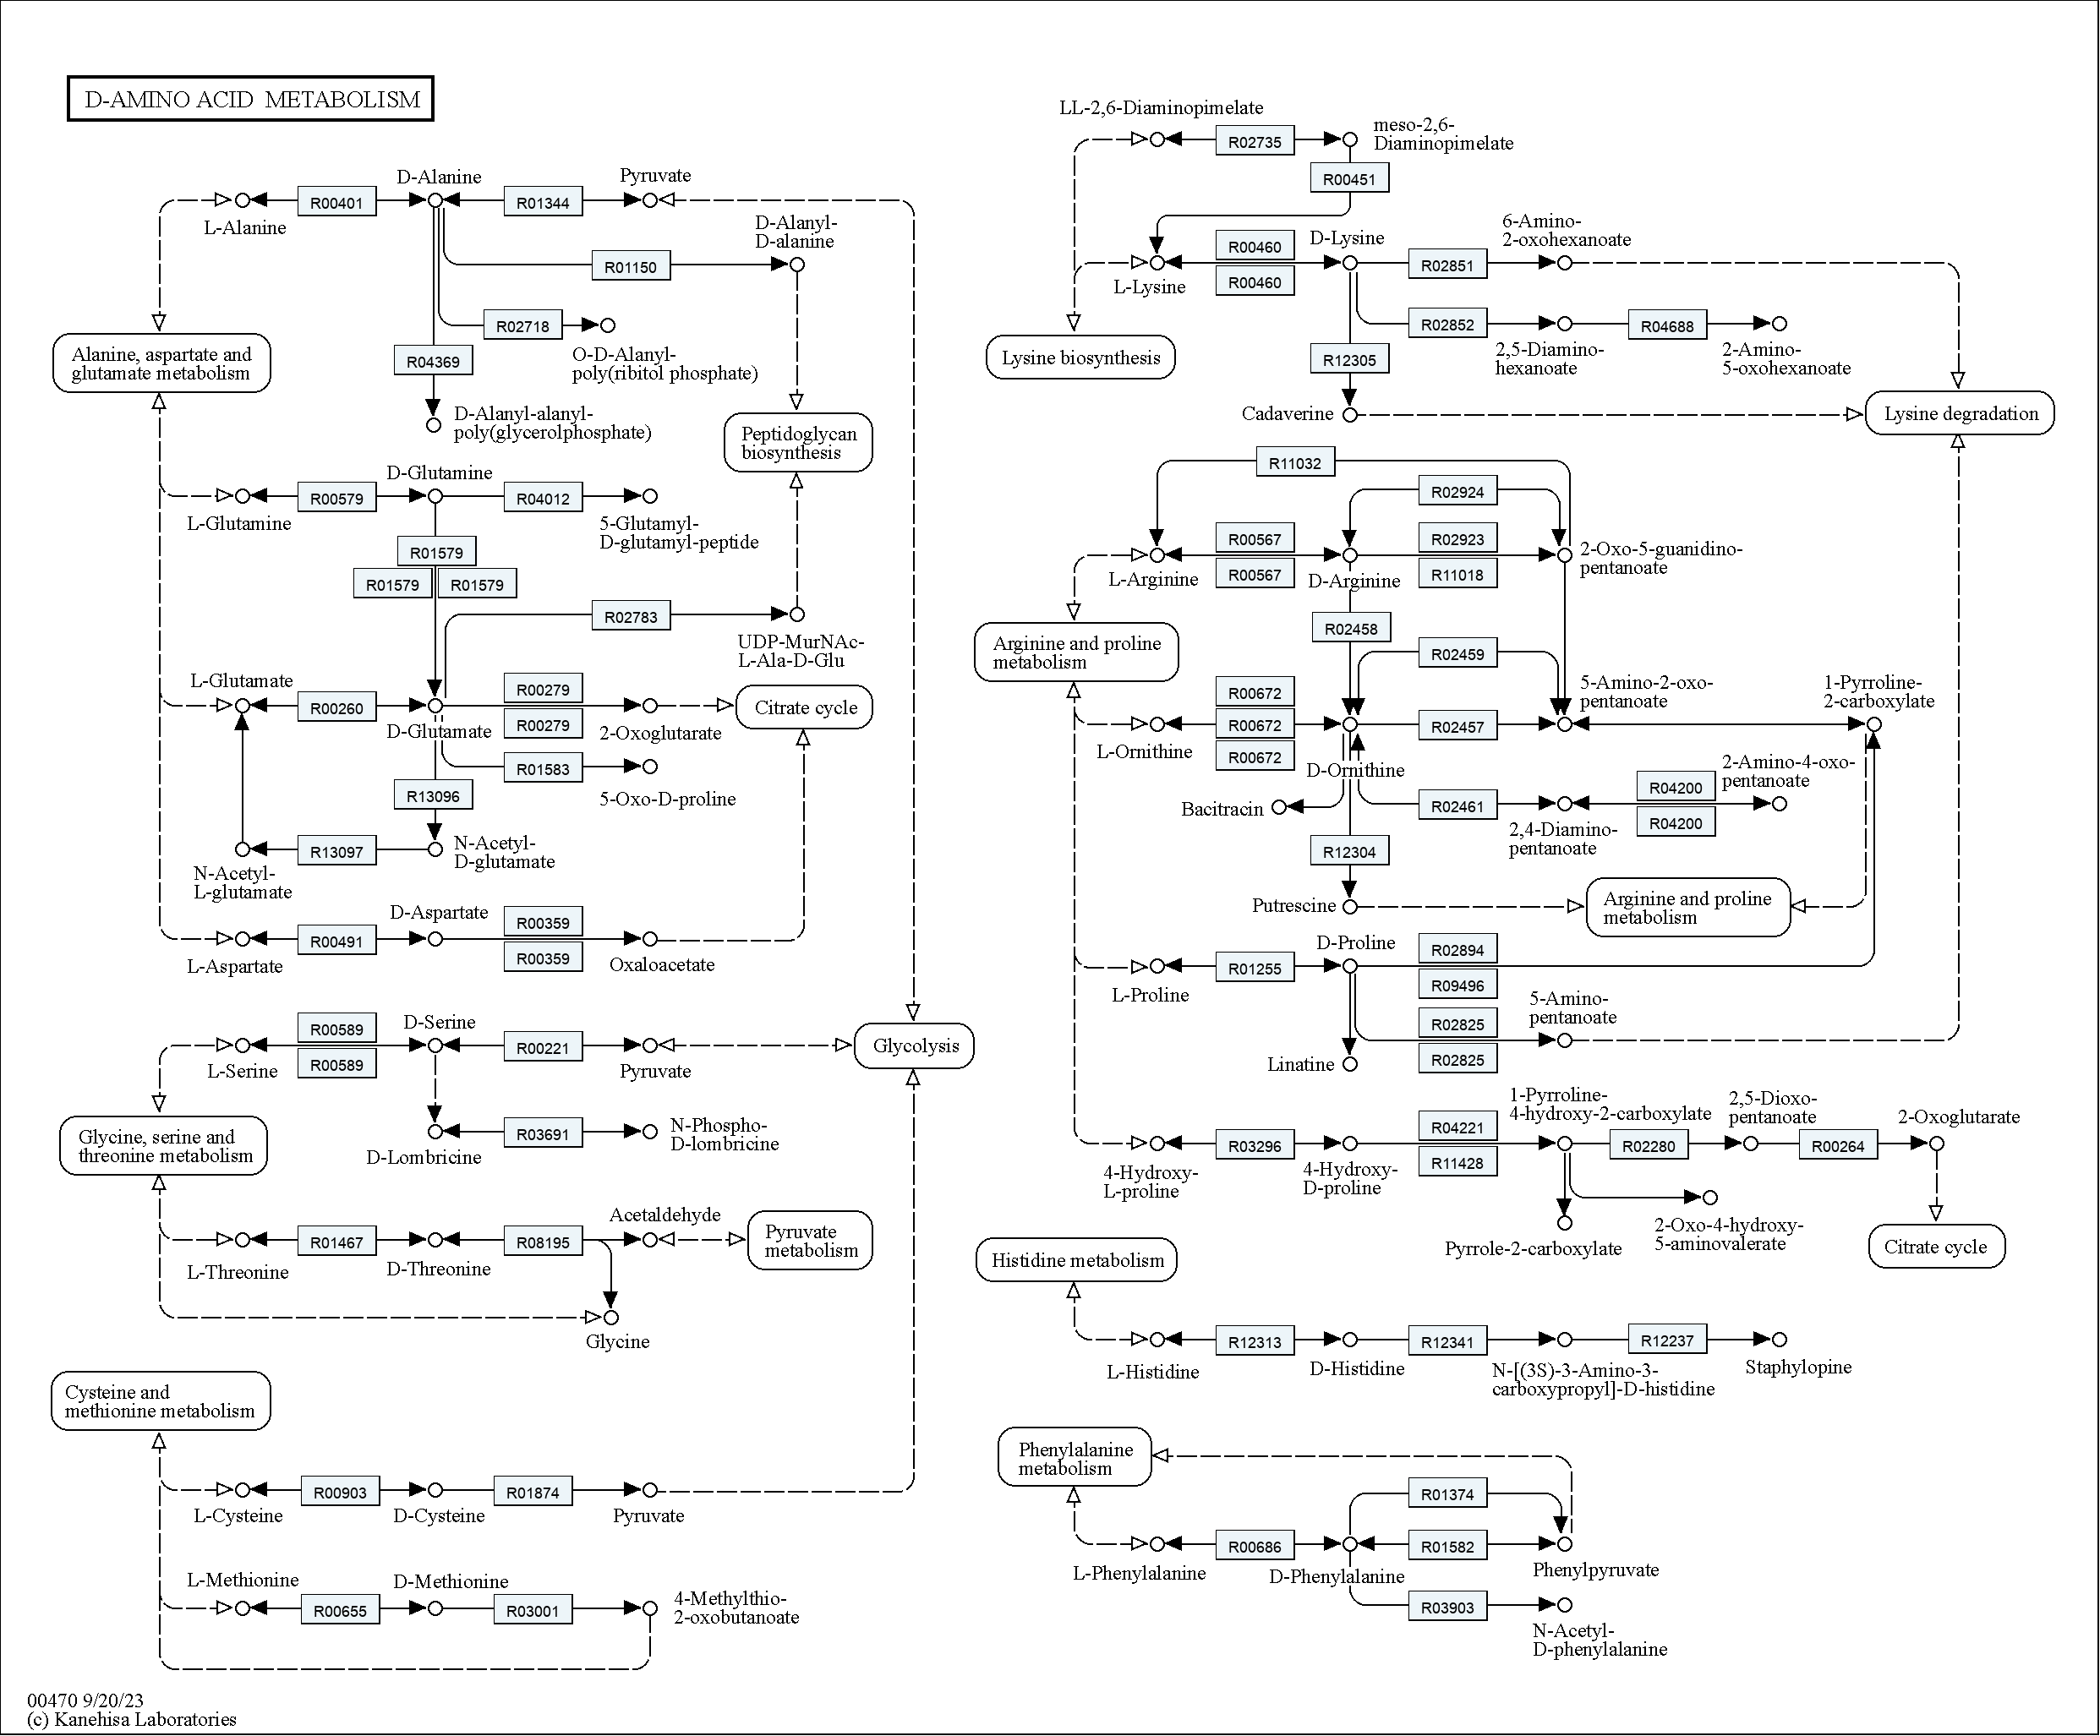 D-AMINO ACID METABOLISM
D-Alanine
Pyruvate
R00401
R01344
L-Alanine
D-Alanyl-
D-alanine
R01150
R02718
O-D-Alanyl-
poly(ribitol phosphate)
Alanine, aspartate and
glutamate metabolism
R04369
D-Alanyl-alanyl-
poly(glycerolphosphate)
Peptidoglycan
biosynthesis
D-Glutamine
R00579
R04012
L-Glutamine
5-Glutamyl-
D-glutamyl-peptide
R01579
R01579
R01579
R02783
UDP-MurNAc-
L-Ala-D-Glu
L-Glutamate
R00260
R00279
R00279
D-Glutamate
2-Oxoglutarate
Citrate cycle
R01583
5-Oxo-D-proline
R13096
R13097
N-Acetyl-
D-glutamate
N-Acetyl-
L-glutamate
D-Aspartate
R00491
R00359
R00359
L-Aspartate
Oxaloacetate
R00589
R00589
D-Serine
R00221
L-Serine
Pyruvate
Glycolysis
Glycine, serine and
threonine metabolism
R03691
D-Lombricine
N-Phospho-
D-lombricine
Acetaldehyde
R01467
R08195
L-Threonine
D-Threonine
Pyruvate
metabolism
Glycine
Cysteine and
methionine metabolism
R00903
R01874
L-Cysteine
D-Cysteine
Pyruvate
L-Methionine
D-Methionine
R00655
R03001
4-Methylthio-
2-oxobutanoate
00470 9/20/23
(c) Kanehisa Laboratories
LL-2,6-Diaminopimelate
R02735
meso-2,6-
Diaminopimelate
R00451
R00460
R00460
D-Lysine
L-Lysine
R02851
6-Amino-
2-oxohexanoate
R02852
R04688
2,5-Diamino-
hexanoate
2-Amino-
5-oxohexanoate
Lysine biosynthesis
R12305
Cadaverine
Lysine degradation
R11032
R02924
R00567
R00567
R02923
R11018
L-Arginine
D-Arginine
2-Oxo-5-guanidino-
pentanoate
Arginine and proline
metabolism
R02458
R02459
R00672
R00672
R00672
R02457
5-Amino-2-oxo-
pentanoate
1-Pyrroline-
2-carboxylate
L-Ornithine
D-Ornithine
Bacitracin
R02461
2,4-Diamino-
pentanoate
R04200
R04200
2-Amino-4-oxo-
pentanoate
R12304
Putrescine
Arginine and proline
metabolism
D-Proline
R01255
R02894
R09496
L-Proline
R02825
R02825
5-Amino-
pentanoate
Linatine
R03296
R04221
R11428
4-Hydroxy-
L-proline
4-Hydroxy-
D-proline
1-Pyrroline-
4-hydroxy-2-carboxylate
R02280
2,5-Dioxo-
pentanoate
R00264
2-Oxoglutarate
Pyrrole-2-carboxylate
2-Oxo-4-hydroxy-
5-aminovalerate
Citrate cycle
Histidine metabolism
R12313
R12341
R12237
L-Histidine
D-Histidine
N-[(3S)-3-Amino-3-
carboxypropyl]-D-histidine
Staphylopine
Phenylalanine
metabolism
R01374
R00686
R01582
L-Phenylalanine
D-Phenylalanine
Phenylpyruvate
R03903
N-Acetyl-
D-phenylalanine